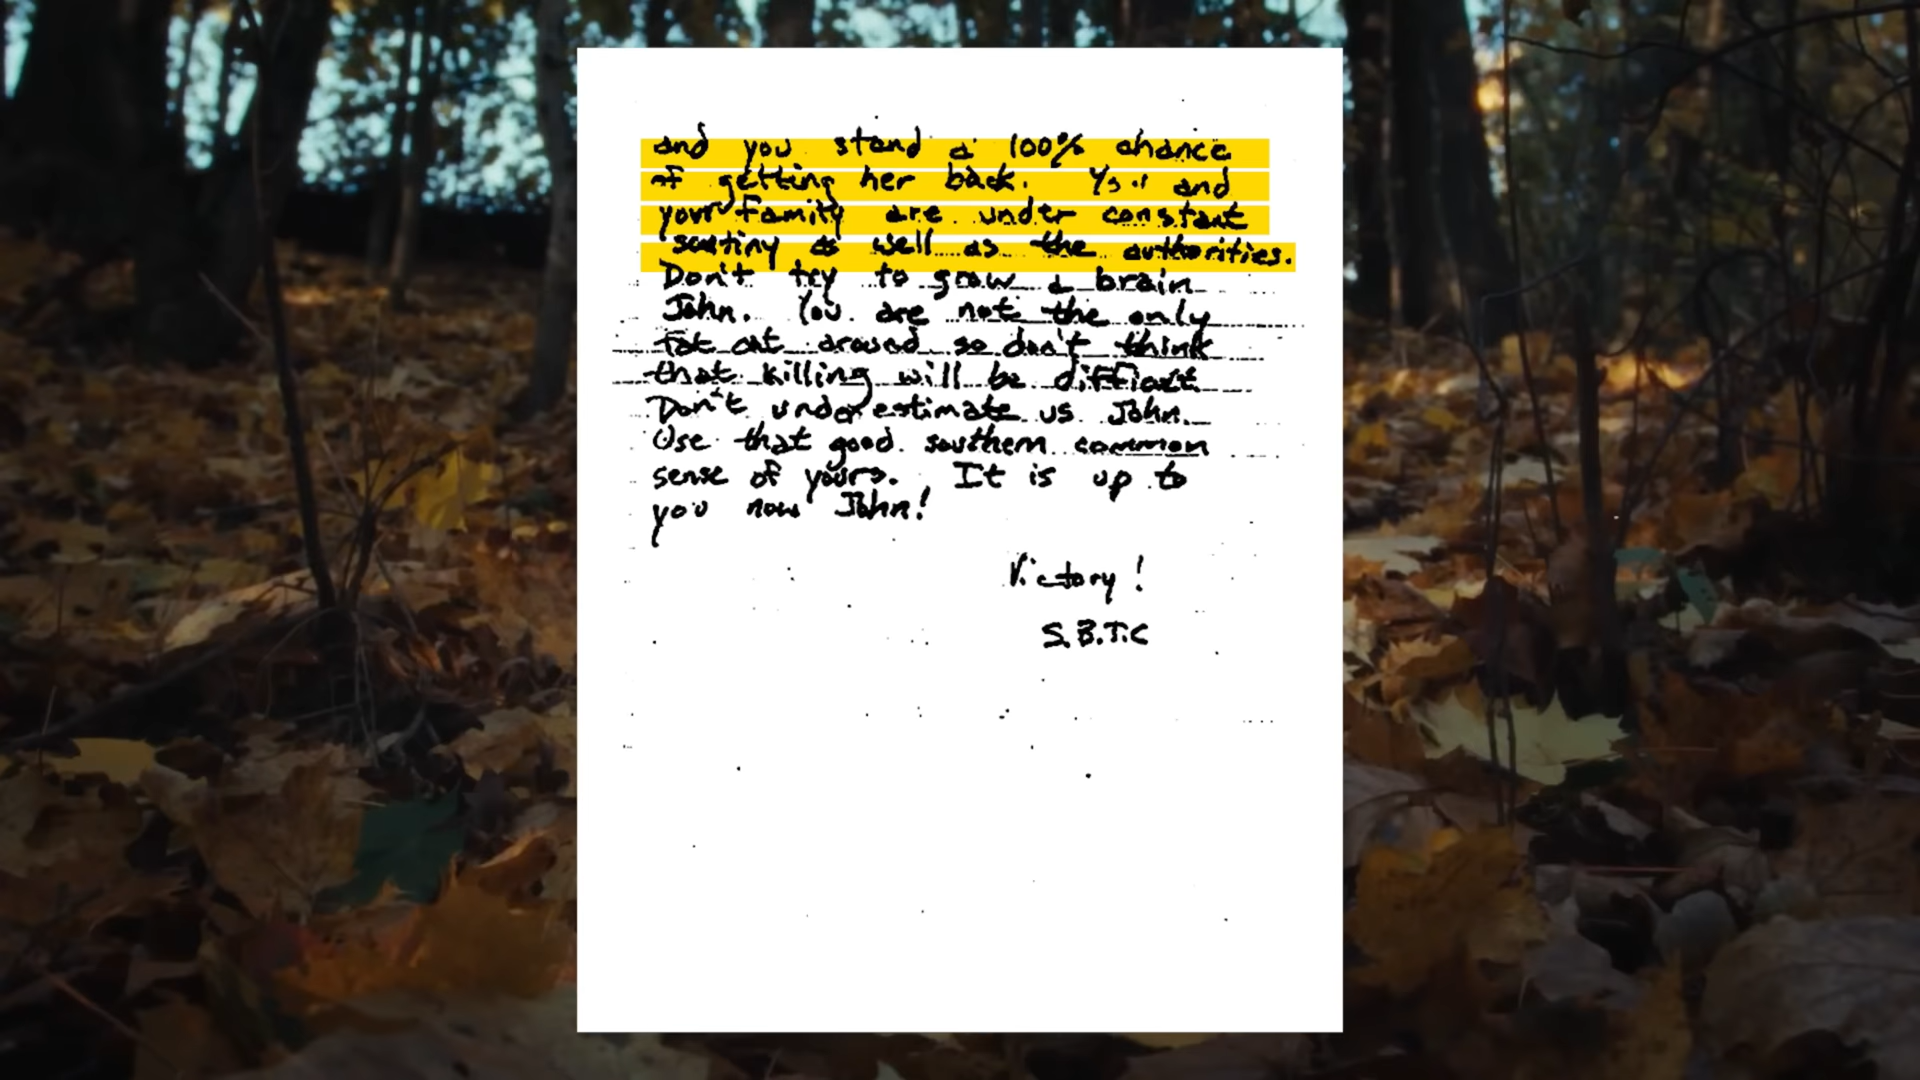 and you stand a 100% chance
of getting her back. You and
your family are under constant
scutiny as well as the authorities.
Don't try to grow a brain
John. You are not the only
fat cat around so don't think
that killing will be difficult.
Don't underestimate us John.
Use that good southern common
sense of yours. It is up to
you now John!
Victory!
S.B.T.C